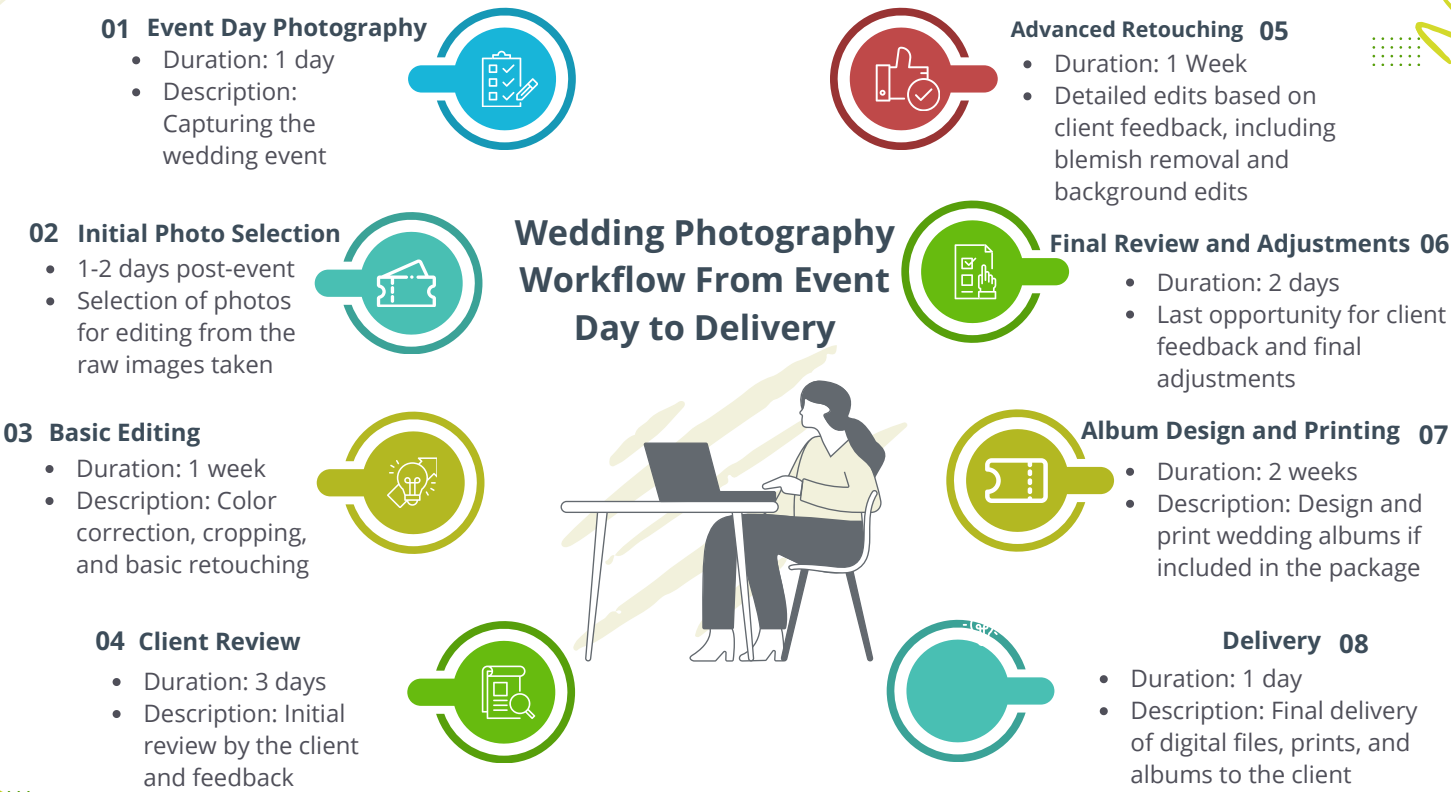 Wedding Photography
Workflow From Event
Day to Delivery
01 Event Day Photography
• Duration: 1 day
• Description:
Capturing the
wedding event
02 Initial Photo Selection
• 1-2 days post-event
• Selection of photos
for editing from the
raw images taken
03 Basic Editing
• Duration: 1 week
• Description: Color
correction, cropping,
and basic retouching
04 Client Review
• Duration: 3 days
• Description: Initial
review by the client
and feedback
Advanced Retouching 05
• Duration: 1 Week
• Detailed edits based on
client feedback, including
blemish removal and
background edits
Final Review and Adjustments 06
• Duration: 2 days
• Last opportunity for client
feedback and final
adjustments
Album Design and Printing 07
• Duration: 2 weeks
• Description: Design and
print wedding albums if
included in the package
Delivery 08
• Duration: 1 day
• Description: Final delivery
of digital files, prints, and
albums to the client